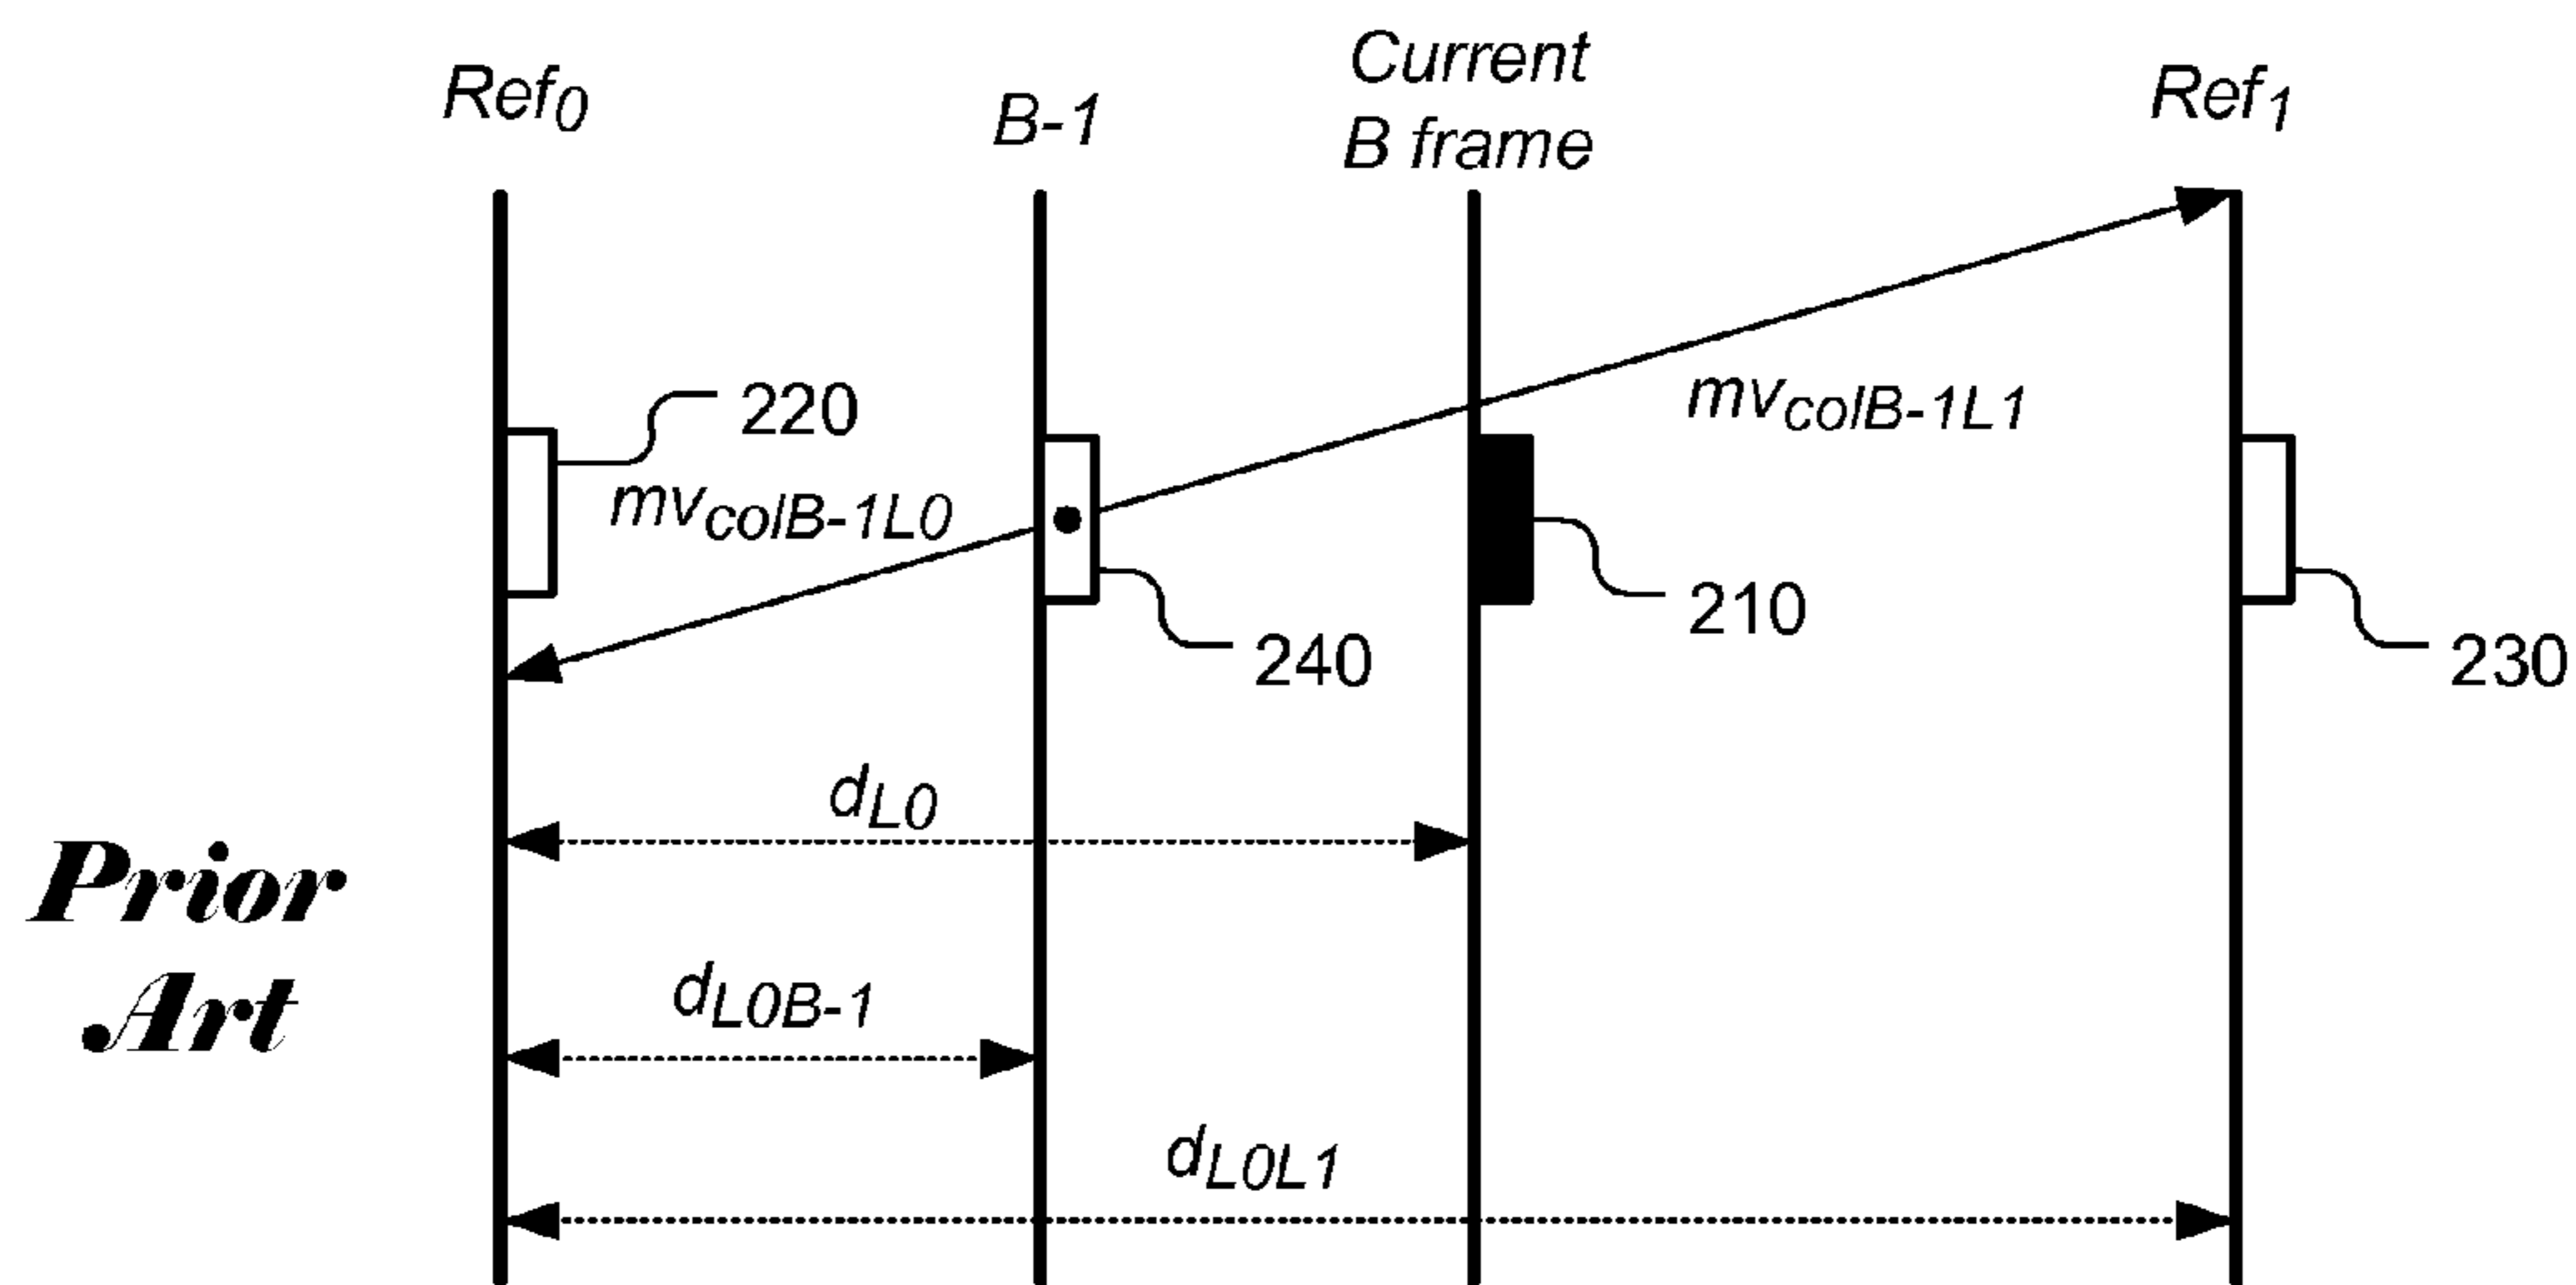 Ref0
B-1
Current
B frame
Ref1
220
mvcolB-1L1
mvcolB-1L0
210
240
230
dL0
Prior
Art
dL0B-1
dL0L1